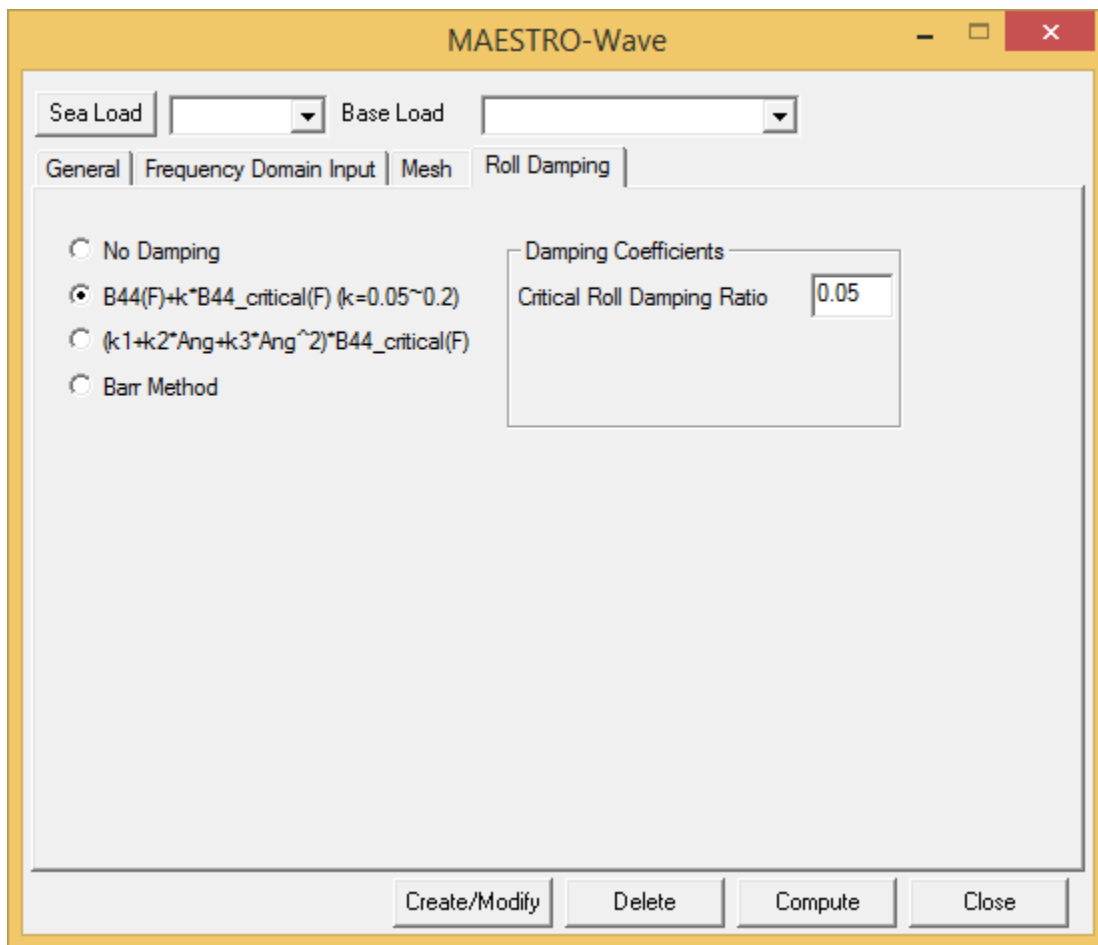 MAESTRO-Wave
Sea Load Base Load
General Frequency Domain Input Mesh Roll Damping
No Damping
B44(F)+k*B44_critical(F) (k=0.05~0.2)
(k1+k2*Ang+k3*Ang^2)*B44_critical(F)
Barr Method
Damping Coefficients
Critical Roll Damping Ratio 0.05
Create/Modify Delete Compute Close